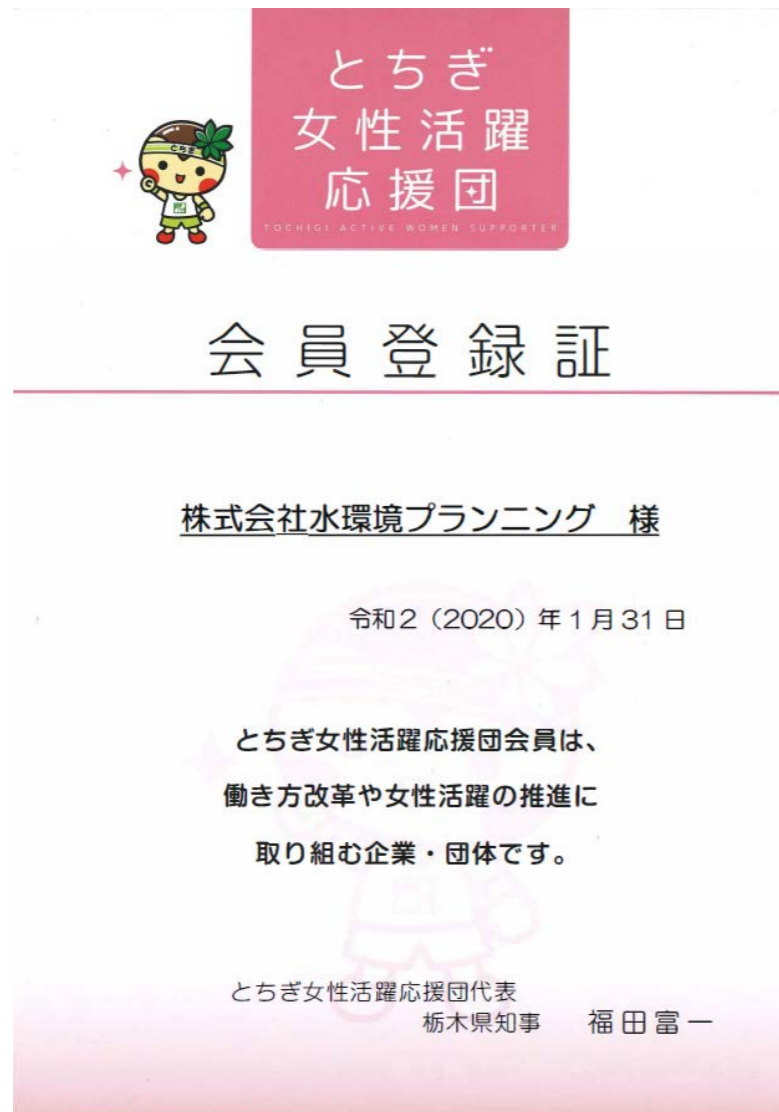 とちぎ
女性活躍
応援団
TOCHIGI ACTIVE WOMEN SUPPORTER
とちぎ
会員登録証
株式会社水環境プランニング　様
令和2（2020）年1月31日
とちぎ女性活躍応援団会員は、
働き方改革や女性活躍の推進に
取り組む企業・団体です。
とちぎ女性活躍応援団代表
栃木県知事　福田富一